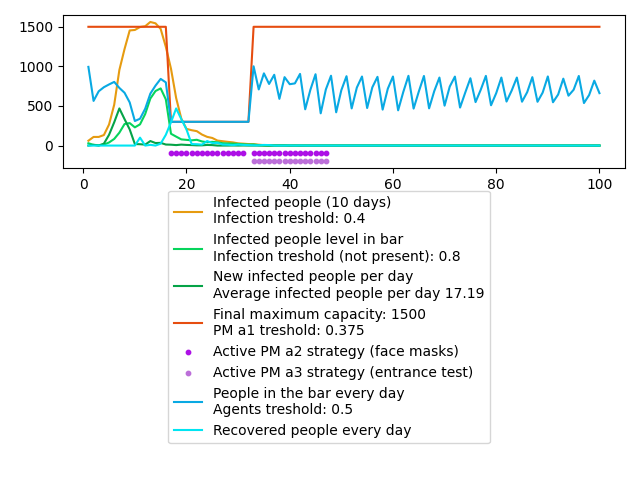 1500
1000
500
0
0
20
40
60
80
100
Infected people (10 days)
Infection treshold: 0.4
Infected people level in bar
Infection treshold (not present): 0.8
New infected people per day
Average infected people per day 17.19
Final maximum capacity: 1500
PM a1 treshold: 0.375
Active PM a2 strategy (face masks)
Active PM a3 strategy (entrance test)
People in the bar every day
Agents treshold: 0.5
Recovered people every day